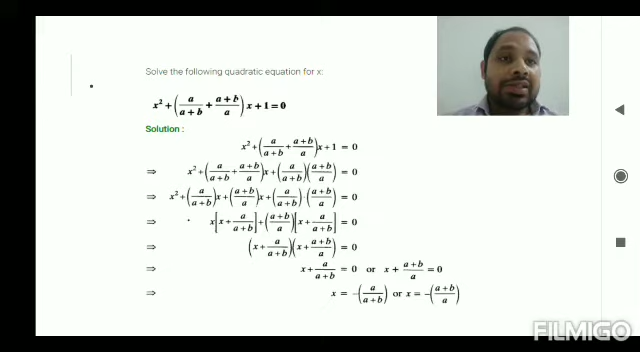 Solve the following quadratic equation for x:
x² + (a/(a+b) + (a+b)/a) x + 1 = 0
Solution :
x² + (a/(a+b) + (a+b)/a) x + 1 = 0
⇒ x² + (a/(a+b) + (a+b)/a) x + (a/(a+b)) ((a+b)/a) = 0
⇒ x² + (a/(a+b)) x + ((a+b)/a) x + (a/(a+b)) · ((a+b)/a) = 0
⇒ x[x + a/(a+b)] + ((a+b)/a) [x + a/(a+b)] = 0
⇒ (x + a/(a+b)) (x + (a+b)/a) = 0
⇒ x + a/(a+b) = 0 or x + (a+b)/a = 0
⇒ x = -(a/(a+b)) or x = -((a+b)/a)
FILMIGO